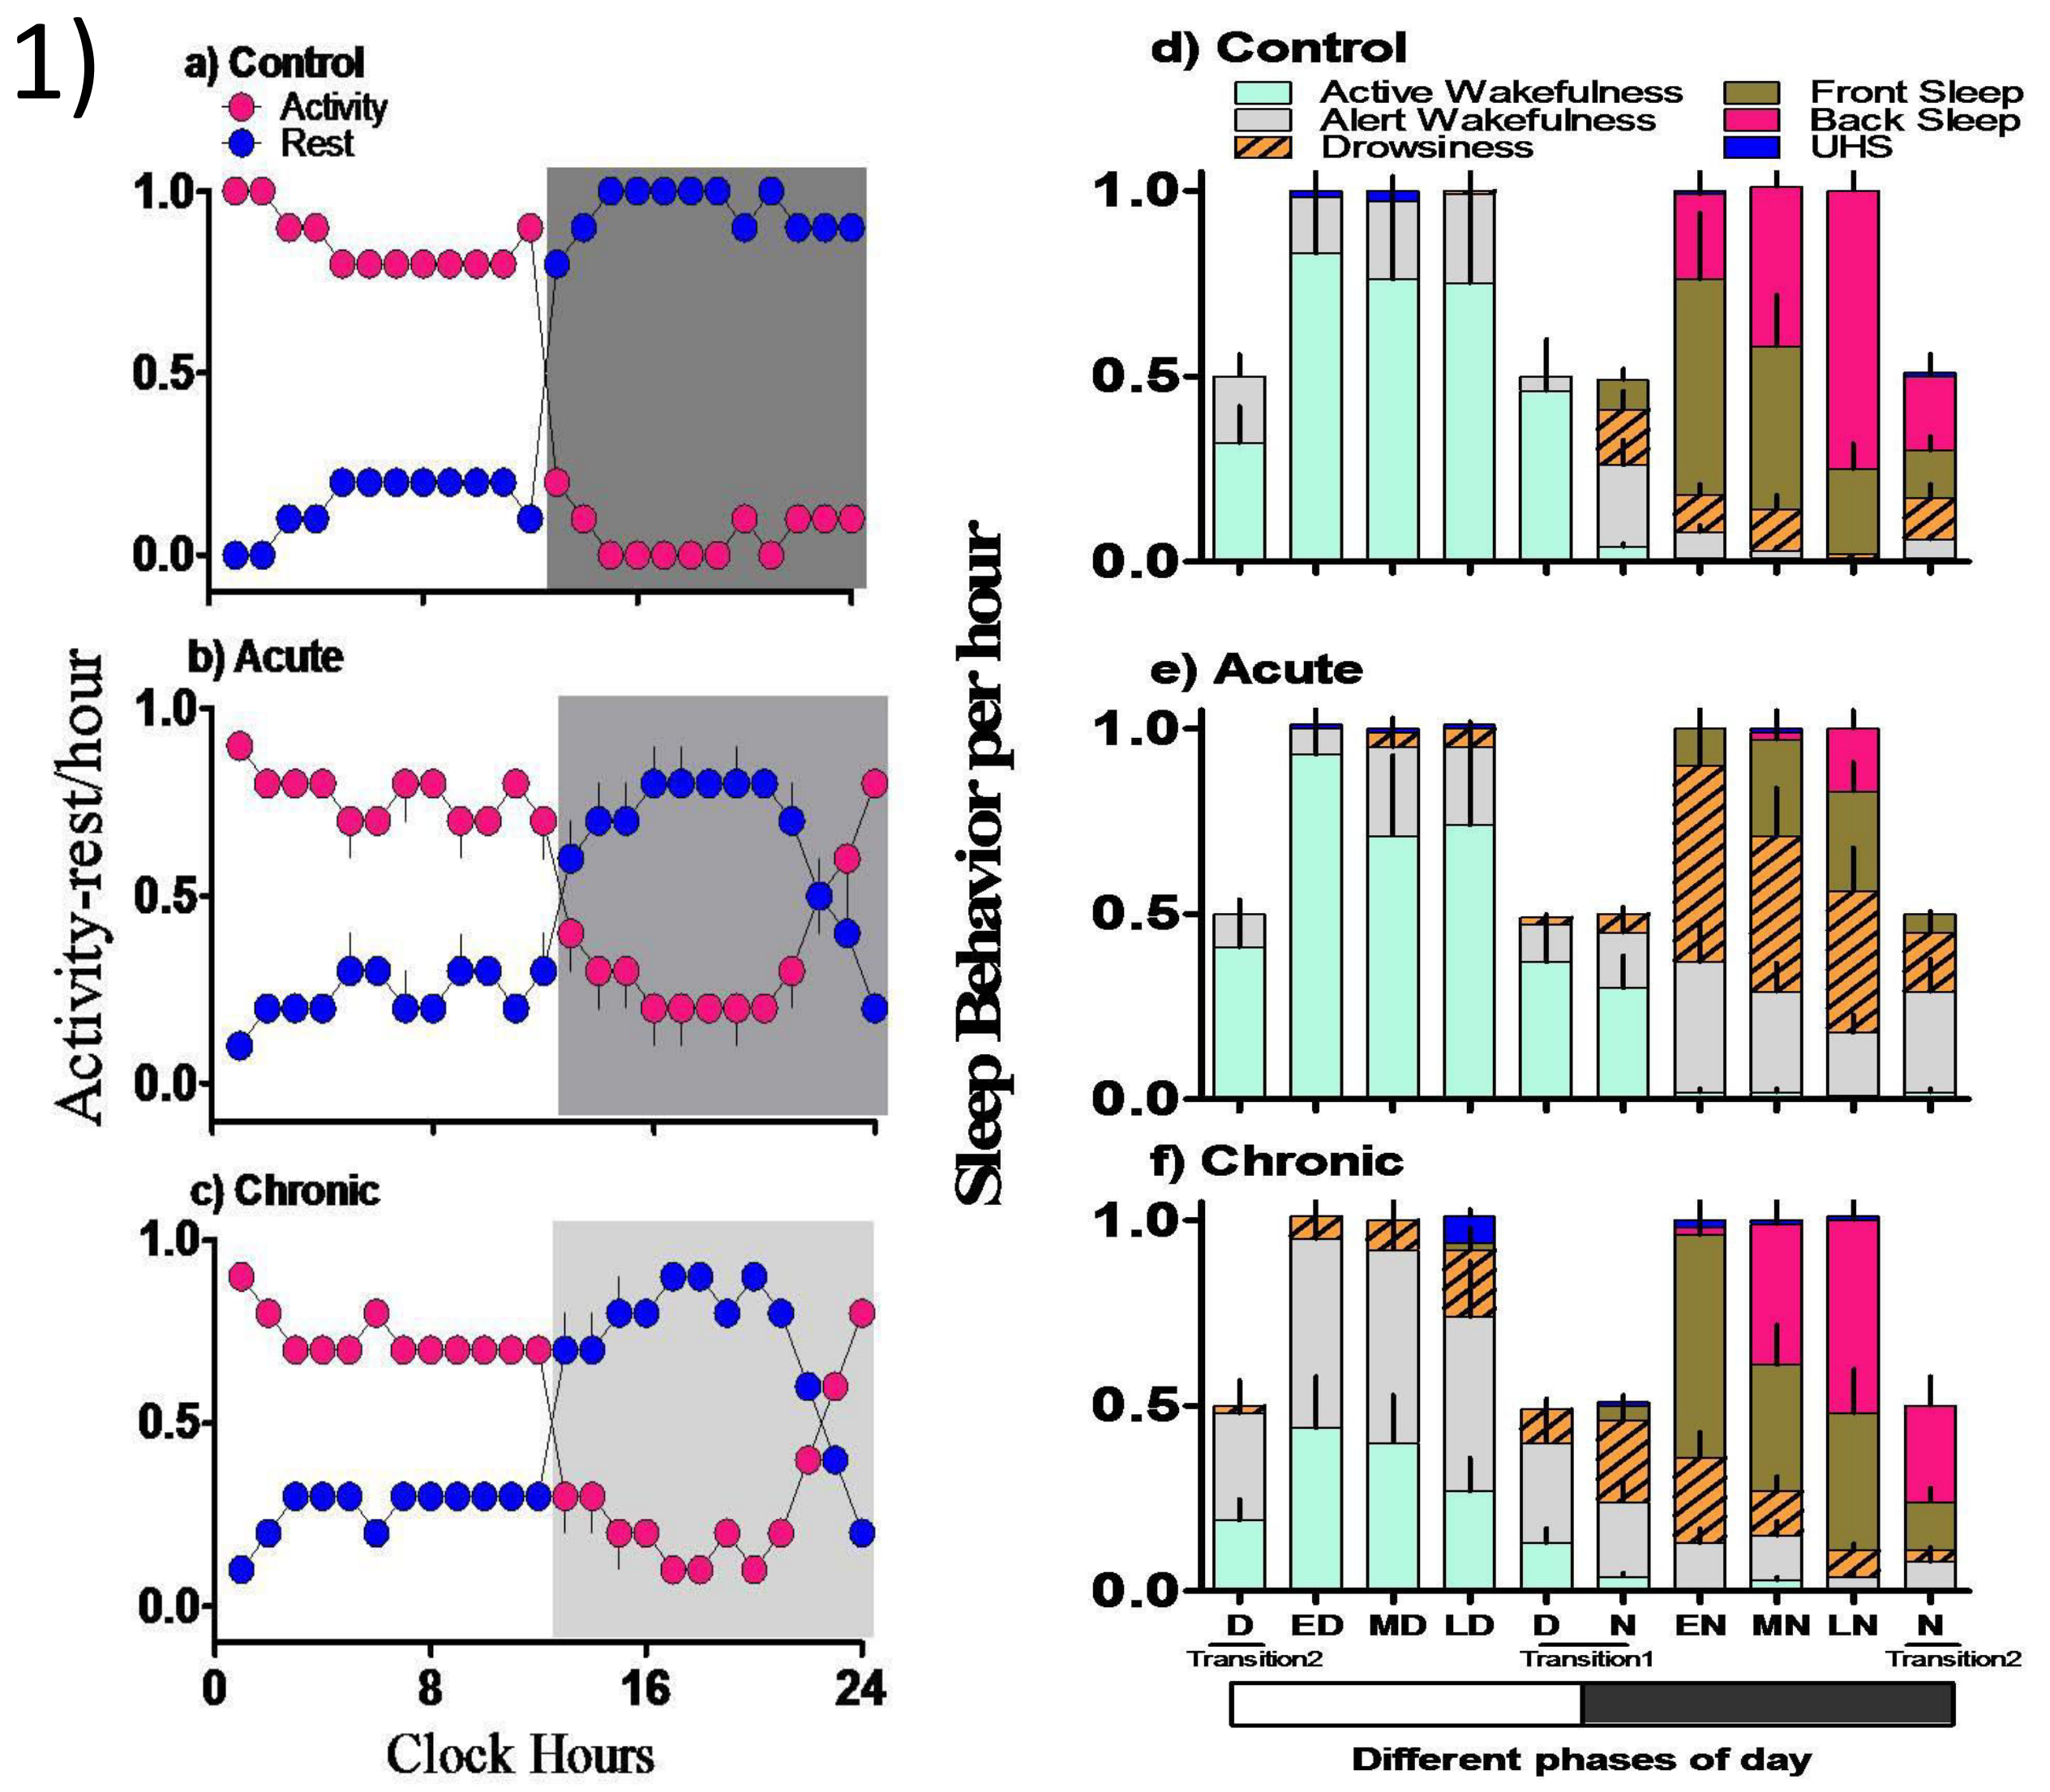 1)
a) Control
Activity
Rest
1.0
0.5
0.0
b) Acute
1.0
0.5
0.0
c) Chronic
1.0
0.5
0.0
0 8 16 24
Clock Hours
Activity-rest/hour
Sleep Behavior per hour
d) Control
Active Wakefulness
Alert Wakefulness
Drowsiness
Front Sleep
Back Sleep
UHS
1.0
0.5
0.0
e) Acute
1.0
0.5
0.0
f) Chronic
1.0
0.5
0.0
D ED MD LD D N EN MN LN N
Transition2 Transition1 Transition2
Different phases of day